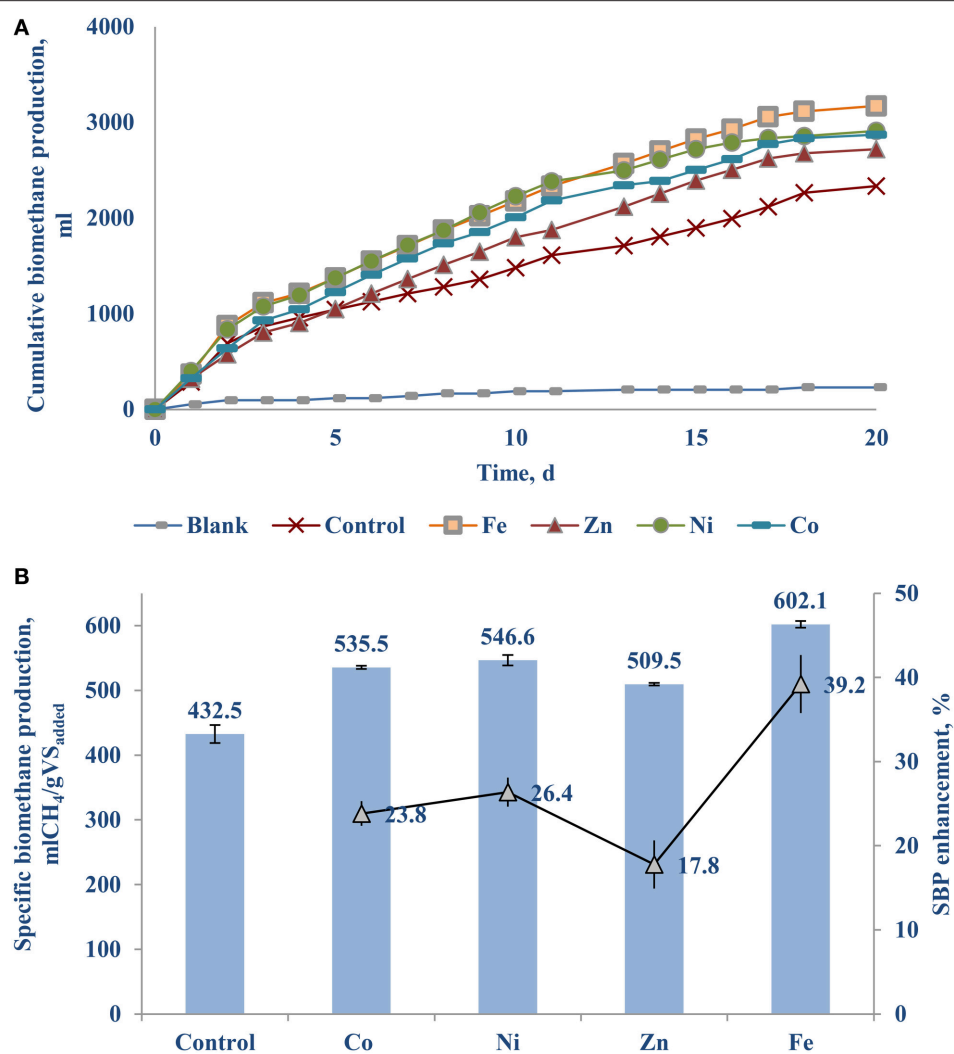 A
Cumulative biomethane production,
ml
4000
3000
2000
1000
0
0 5 10 15 20
Time, d
Blank Control Fe Zn Ni Co
B
Specific biomethane production,
mlCH4/gVSadded
600
500
400
300
200
100
0
432.5
535.5
546.6
509.5
602.1
23.8
26.4
17.8
39.2
50
40
30
20
10
0
SBP enhancement, %
Control Co Ni Zn Fe